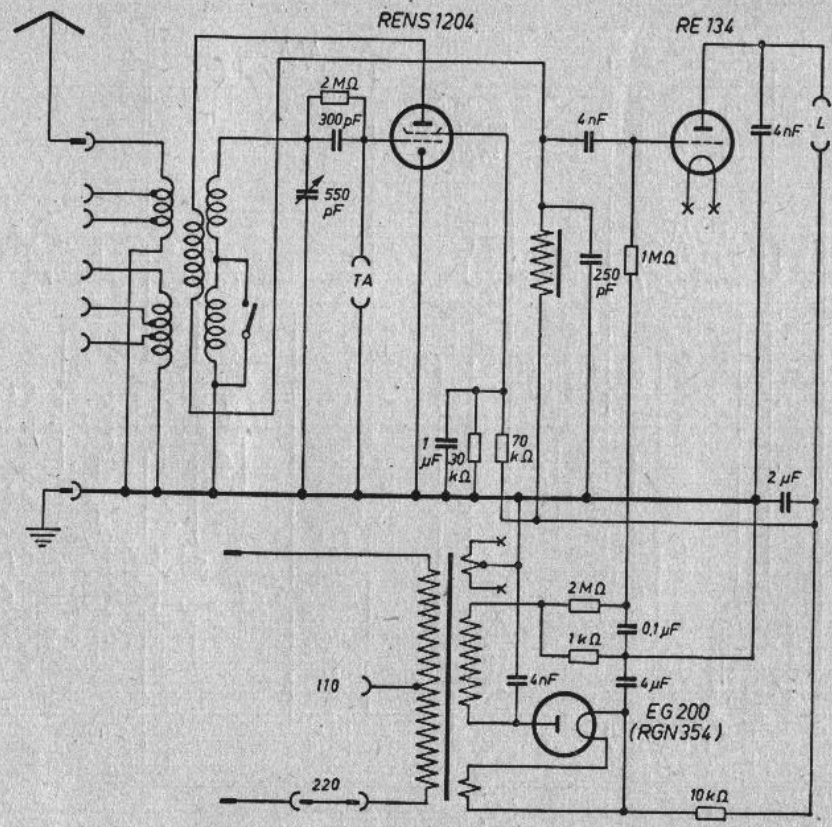 RENS 1204
RE 134
2 MΩ
300 pF
4 nF
4 nF
L
550
pF
TA
250
pF
1 MΩ
1
μF
30
kΩ
70
kΩ
2 μF
2 MΩ
0,1 μF
1 kΩ
4 nF
4 μF
110
EG 200
(RGN 354)
220
10 kΩ